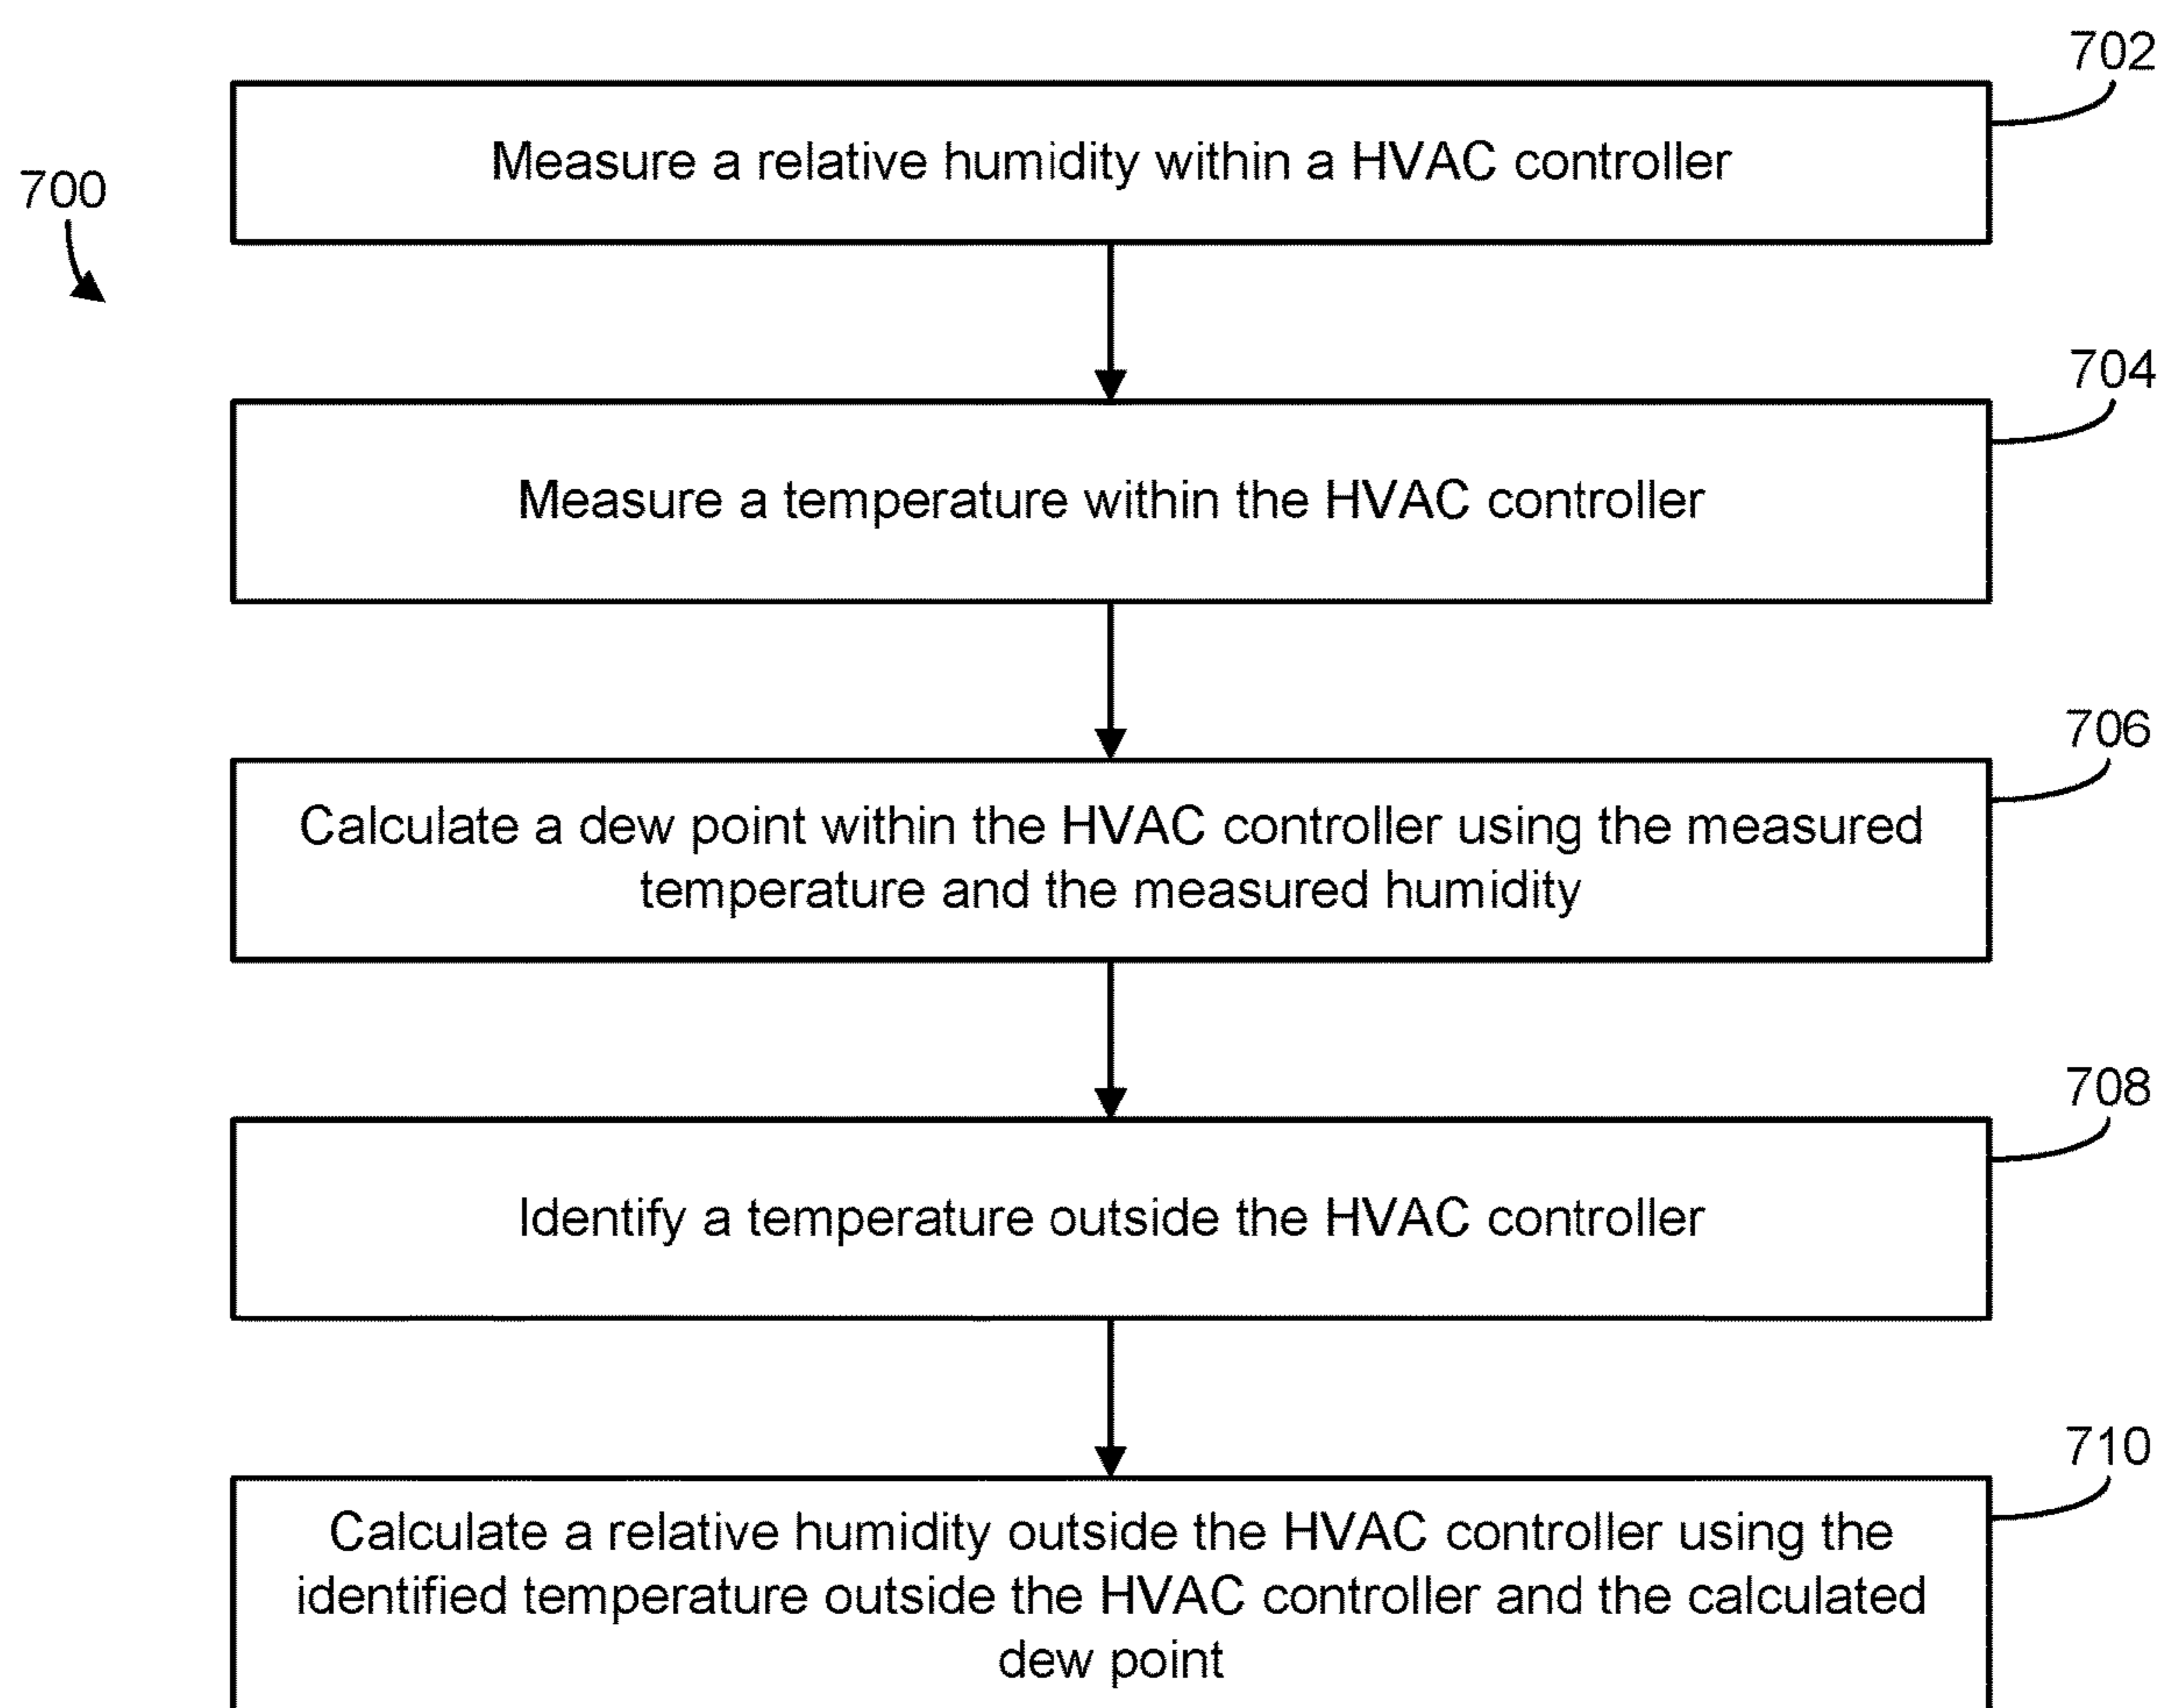 702
Measure a relative humidity within a HVAC controller
700
704
Measure a temperature within the HVAC controller
706
Calculate a dew point within the HVAC controller using the measured
temperature and the measured humidity
708
Identify a temperature outside the HVAC controller
710
Calculate a relative humidity outside the HVAC controller using the
identified temperature outside the HVAC controller and the calculated
dew point